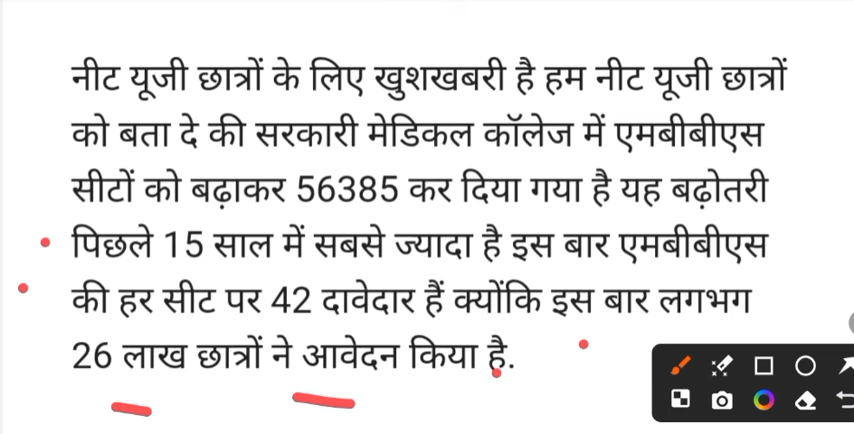 नीट यूजी छात्रों के लिए खुशखबरी है हम नीट यूजी छात्रों
को बता दे की सरकारी मेडिकल कॉलेज में एमबीबीएस
सीटों को बढ़ाकर 56385 कर दिया गया है यह बढ़ोतरी
पिछले 15 साल में सबसे ज्यादा है इस बार एमबीबीएस
की हर सीट पर 42 दावेदार हैं क्योंकि इस बार लगभग
26 लाख छात्रों ने आवेदन किया है.